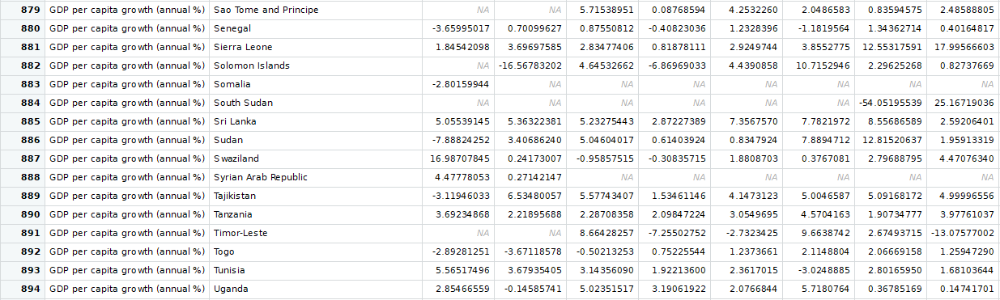 879 GDP per capita growth (annual %) Sao Tome and Principe NA NA 5.71538951 0.08768594 4.2532260 2.0486583 0.83594575 2.48588805
880 GDP per capita growth (annual %) Senegal -3.65995017 0.70099627 0.87550812 -0.40823036 1.2328396 -1.1819564 1.34362714 0.40164817
881 GDP per capita growth (annual %) Sierra Leone 1.84542098 3.69697585 2.83477406 0.81878111 2.9249744 3.8552775 12.55317591 17.99566603
882 GDP per capita growth (annual %) Solomon Islands NA -16.56783202 4.64532662 -6.86969033 4.4390858 10.7152946 2.29625268 0.82737669
883 GDP per capita growth (annual %) Somalia -2.80159944 NA NA NA NA NA NA NA
884 GDP per capita growth (annual %) South Sudan NA NA NA NA NA NA -54.05195539 25.16719036
885 GDP per capita growth (annual %) Sri Lanka 5.05539145 5.36322381 5.23275443 2.87227389 7.3567570 7.7821972 8.55686589 2.59206401
886 GDP per capita growth (annual %) Sudan -7.88824252 3.40686240 5.04604017 0.61403924 0.8347924 7.8894712 12.81520637 1.95913319
887 GDP per capita growth (annual %) Swaziland 16.98707845 0.24173007 -0.95857515 -0.30835715 1.8808703 0.3767081 2.79688795 4.47076340
888 GDP per capita growth (annual %) Syrian Arab Republic 4.47778053 0.27142147 NA NA NA NA NA NA
889 GDP per capita growth (annual %) Tajikistan -3.11946033 6.53480057 5.57743407 1.53461146 4.1473123 5.0046587 5.09168172 4.99996556
890 GDP per capita growth (annual %) Tanzania 3.69234868 2.21895688 2.28708358 2.09847224 3.0549695 4.5704163 1.90734777 3.97761037
891 GDP per capita growth (annual %) Timor-Leste NA NA 8.66428257 -7.25502752 -2.7332425 9.6638742 2.67493715 -13.07577002
892 GDP per capita growth (annual %) Togo -2.89281251 -3.67118578 -0.50213253 0.75225544 1.2373661 2.1148804 2.06669158 1.25947290
893 GDP per capita growth (annual %) Tunisia 5.56517496 3.67935405 3.14356090 1.92213600 2.3617015 -3.0248885 2.80165950 1.68103644
894 GDP per capita growth (annual %) Uganda 2.85466559 -0.14585741 5.02351517 3.19061922 2.0766844 5.7180764 0.36785169 0.14741701